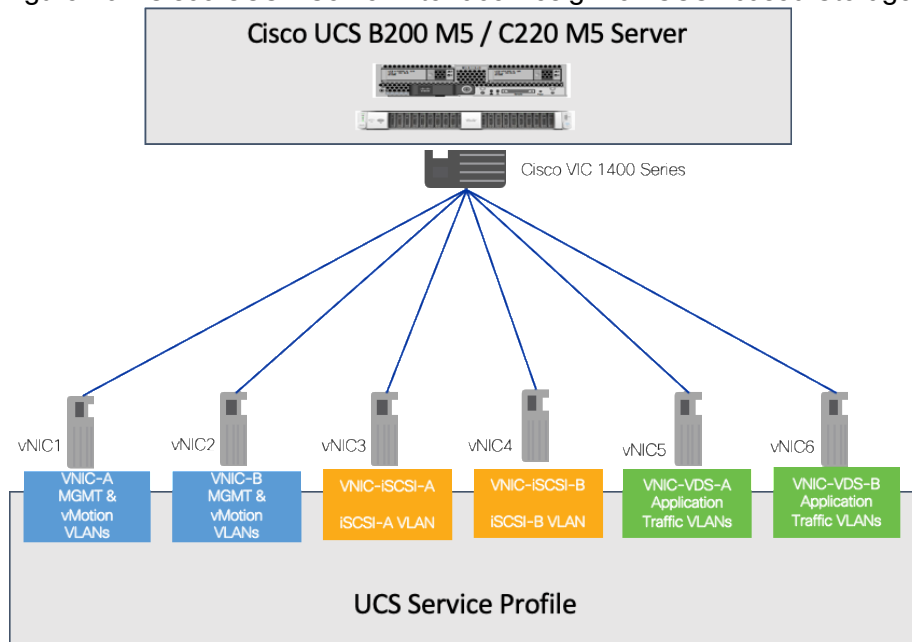 Cisco UCS B200 M5 / C220 M5 Server
Cisco VIC 1400 Series
vNIC1
vNIC2
vNIC3
vNIC4
vNIC5
vNIC6
VNIC-A
MGMT &
vMotion
VLANs
VNIC-B
MGMT &
vMotion
VLANs
VNIC-iSCSI-A
iSCSI-A VLAN
VNIC-iSCSI-B
iSCSI-B VLAN
VNIC-VDS-A
Application
Traffic VLANs
VNIC-VDS-B
Application
Traffic VLANs
UCS Service Profile